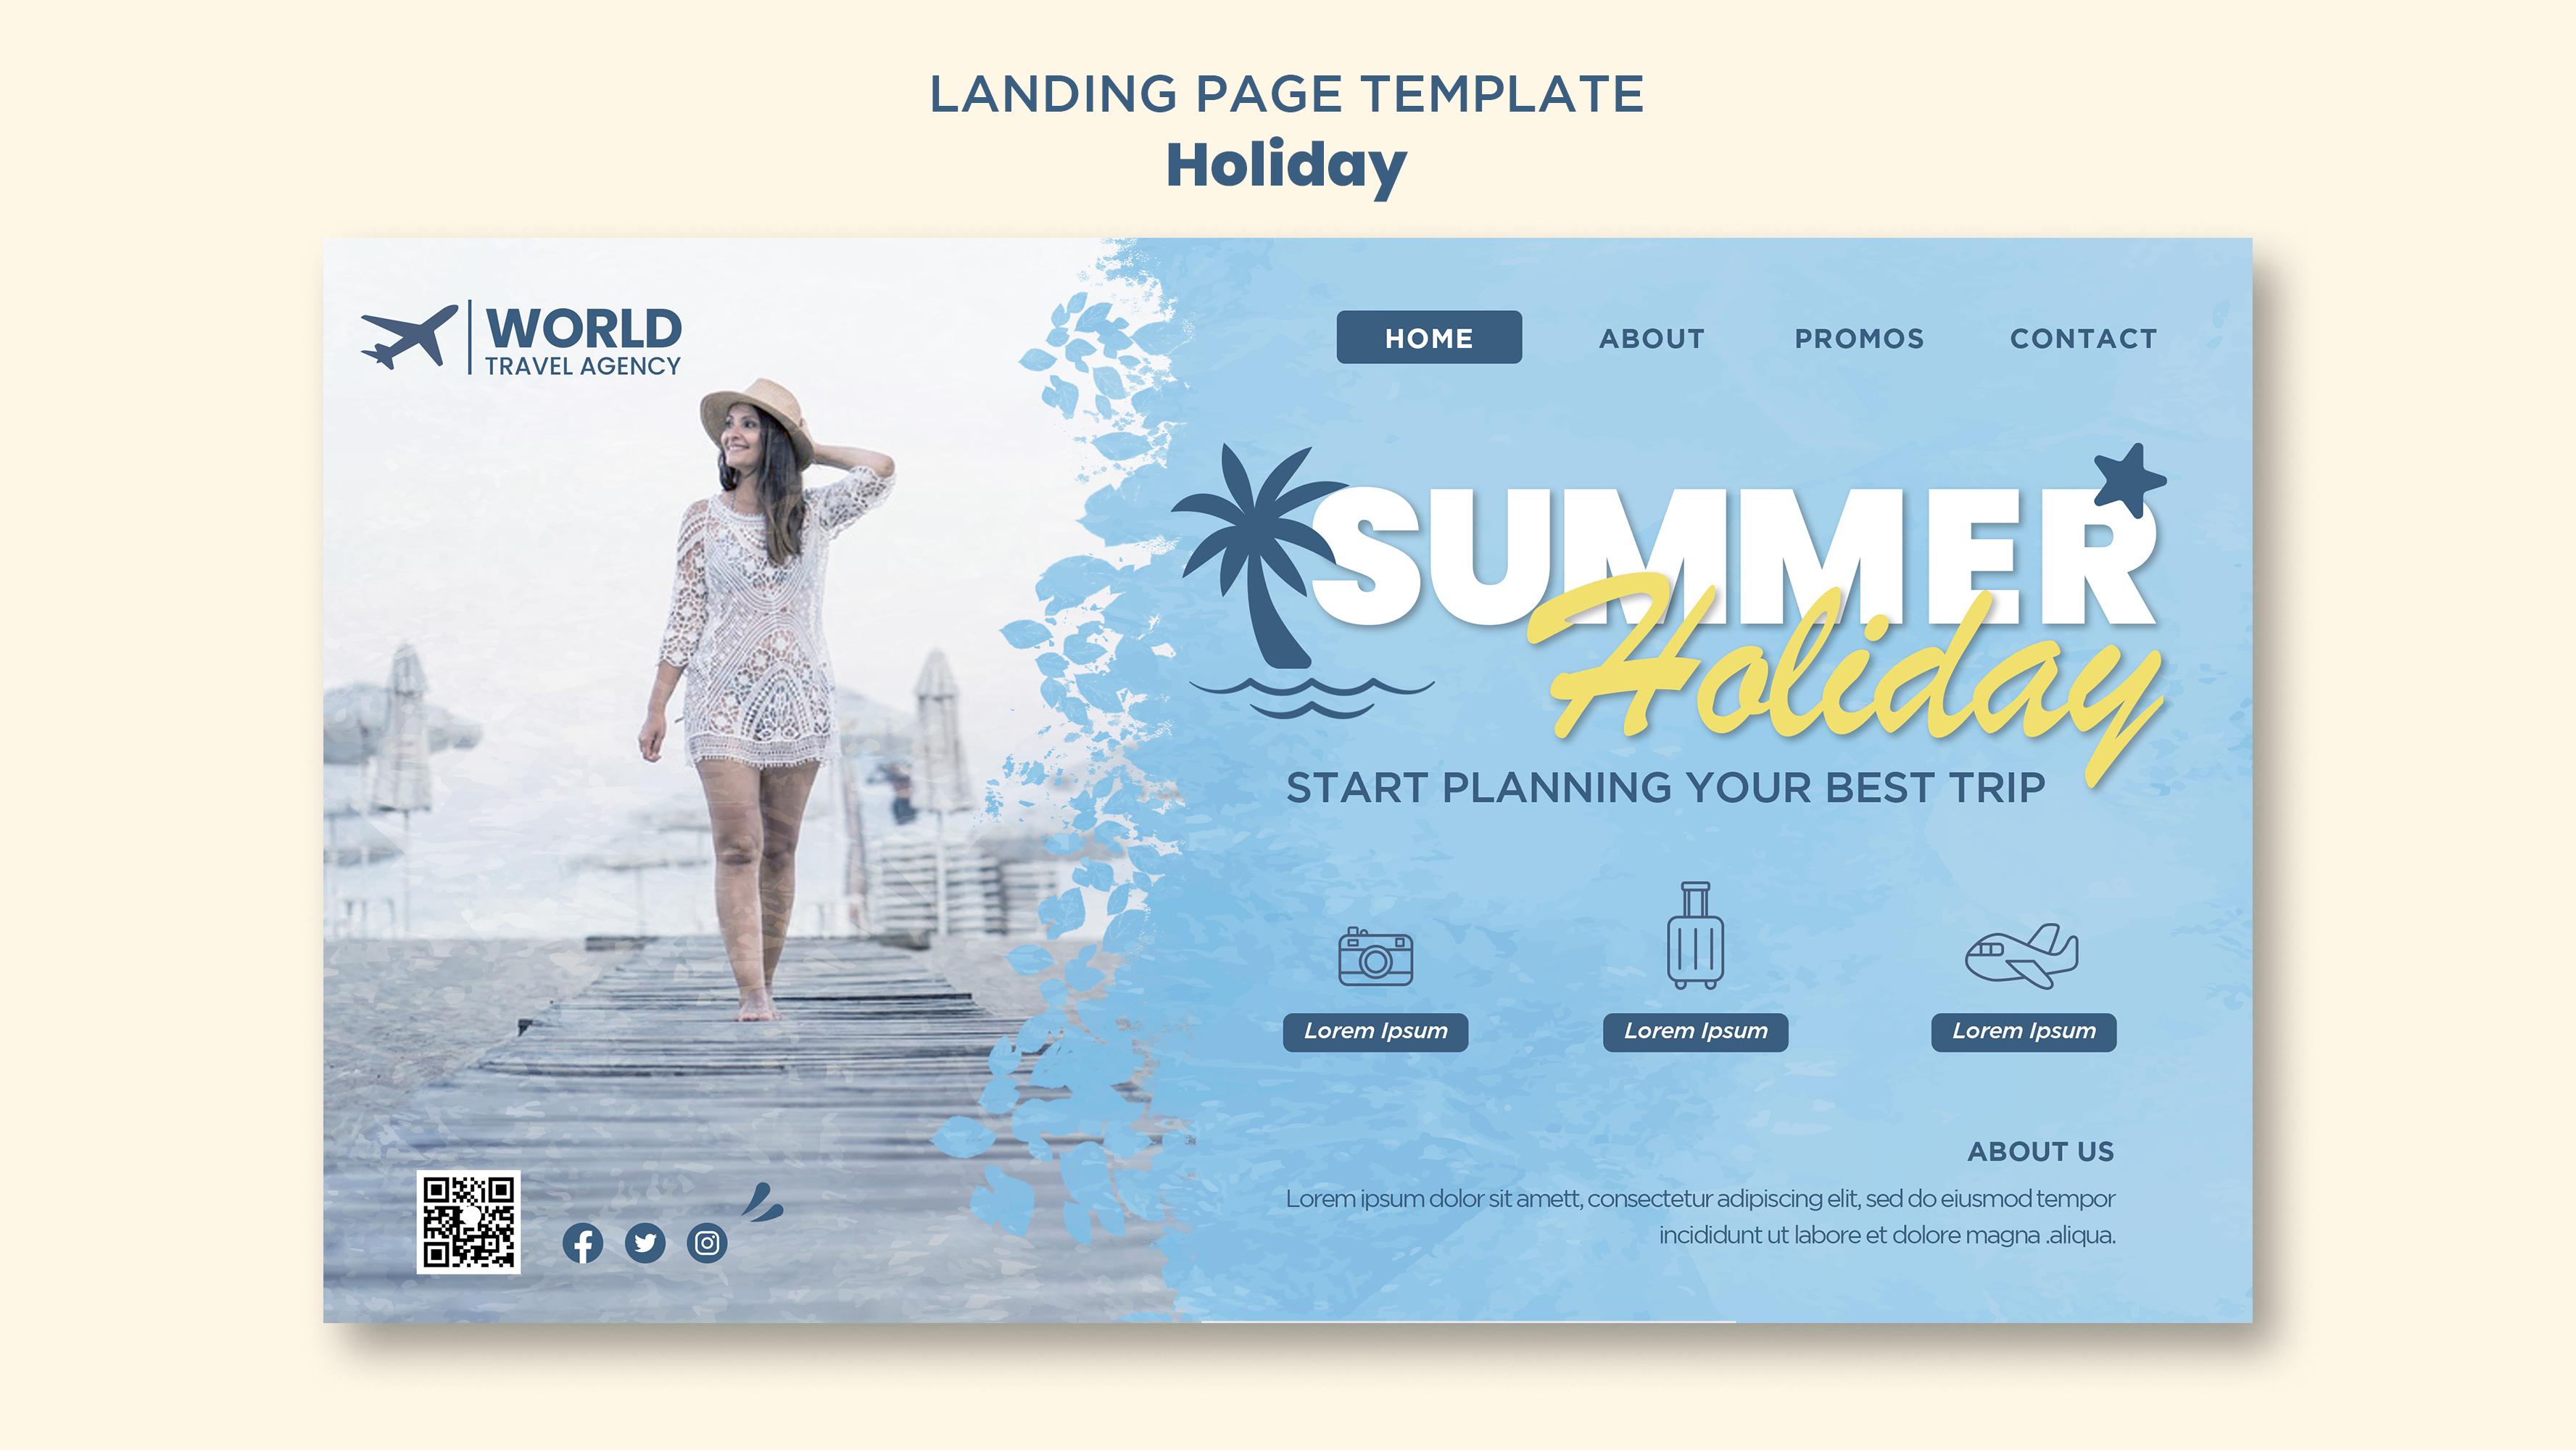 LANDING PAGE TEMPLATE
Holiday
WORLD
TRAVEL AGENCY
HOME ABOUT PROMOS CONTACT
SUMMER
Holiday
START PLANNING YOUR BEST TRIP
Lorem Ipsum Lorem Ipsum Lorem Ipsum
ABOUT US
Lorem ipsum dolor sit amett, consectetur adipiscing elit, sed do eiusmod tempor
incididunt ut labore et dolore magna .aliqua.